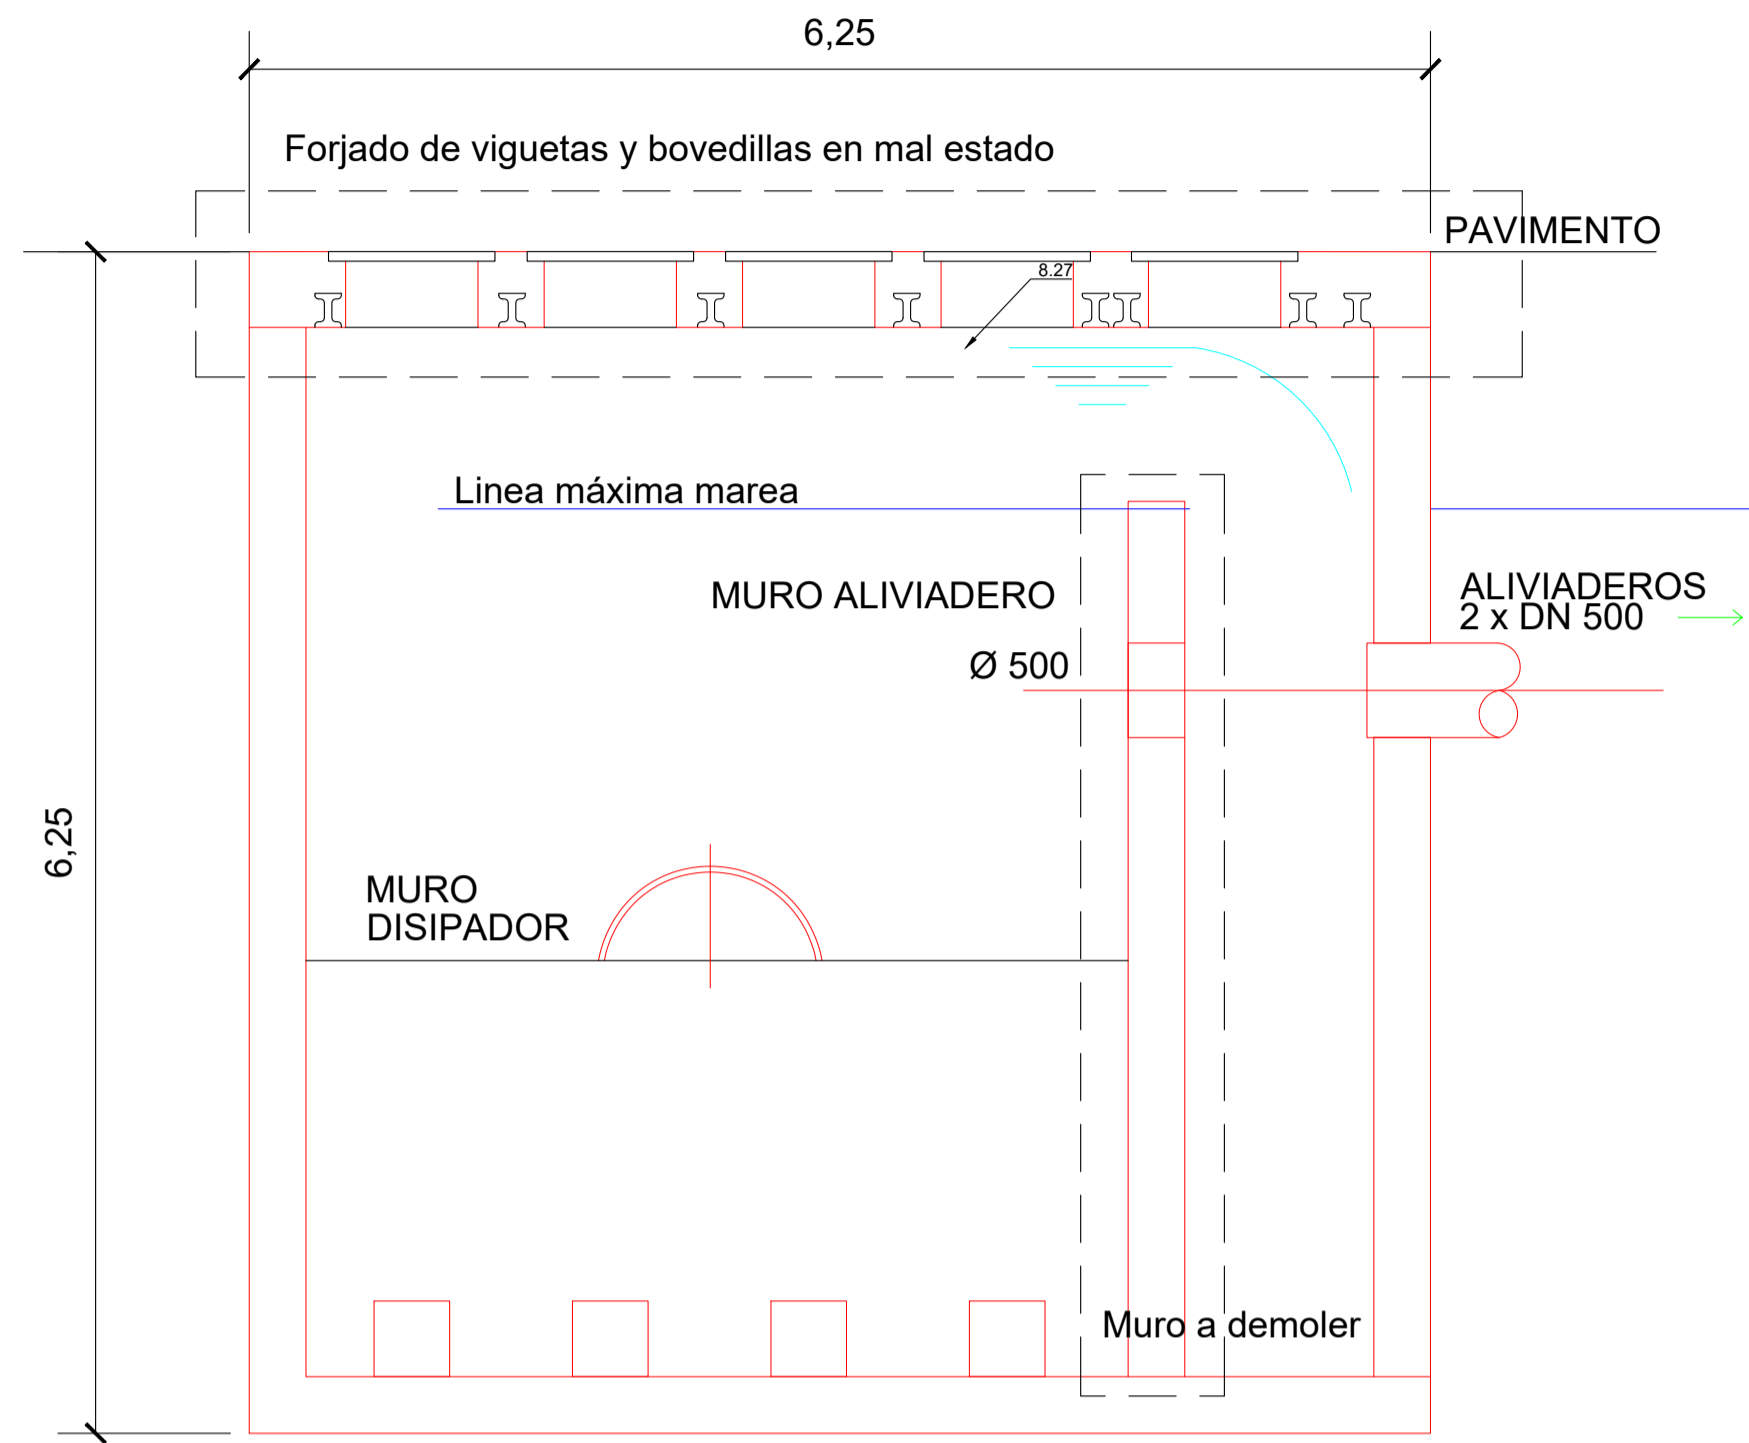 6,25
Forjado de viguetas y bovedillas en mal estado
PAVIMENTO
8.27
Linea máxima marea
MURO ALIVIADERO
ALIVIADEROS
2 x DN 500
Ø 500
6,25
MURO
DISIPADOR
Muro a demoler